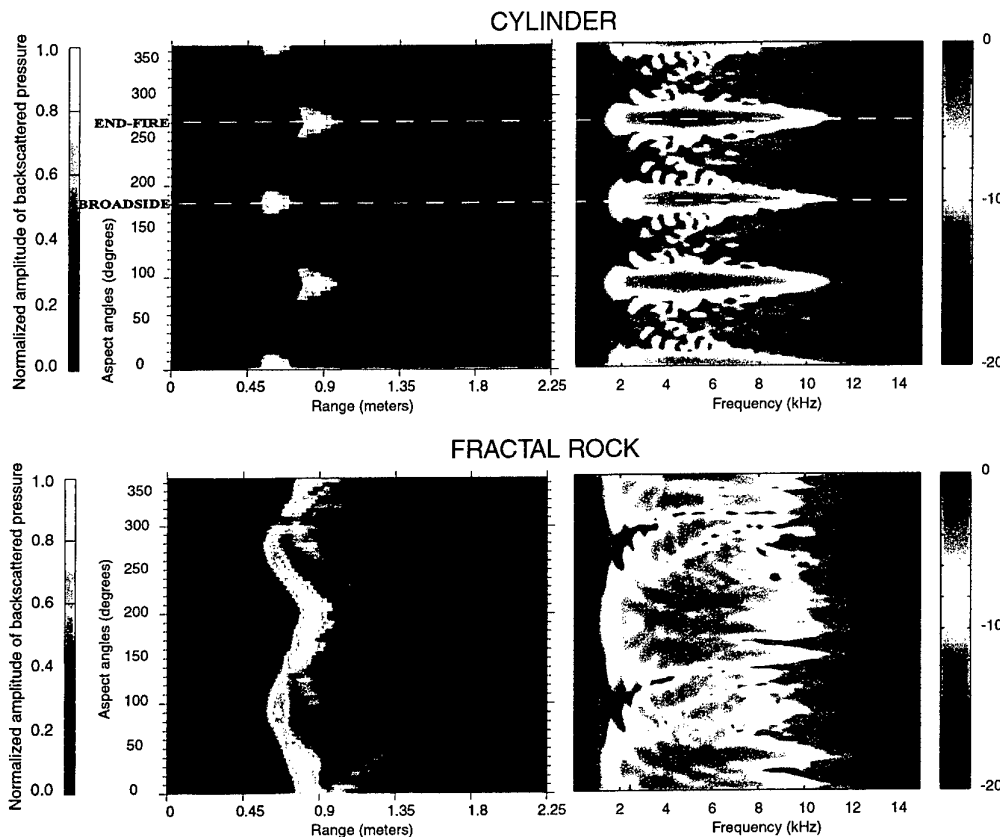 CYLINDER
Normalized amplitude of backscattered pressure
1.0
0.8
0.6
0.4
0.2
0.0
Aspect angles (degrees)
350
300
END-FIRE
250
200
BROADSIDE
150
100
50
0
0 0.45 0.9 1.35 1.8 2.25
Range (meters)
2 4 6 8 10 12 14
Frequency (kHz)
0
-10
-20
FRACTAL ROCK
Normalized amplitude of backscattered pressure
1.0
0.8
0.6
0.4
0.2
0.0
Aspect angles (degrees)
350
300
250
200
150
100
50
0
0 0.45 0.9 1.35 1.8 2.25
Range (meters)
2 4 6 8 10 12 14
Frequency (kHz)
0
-10
-20